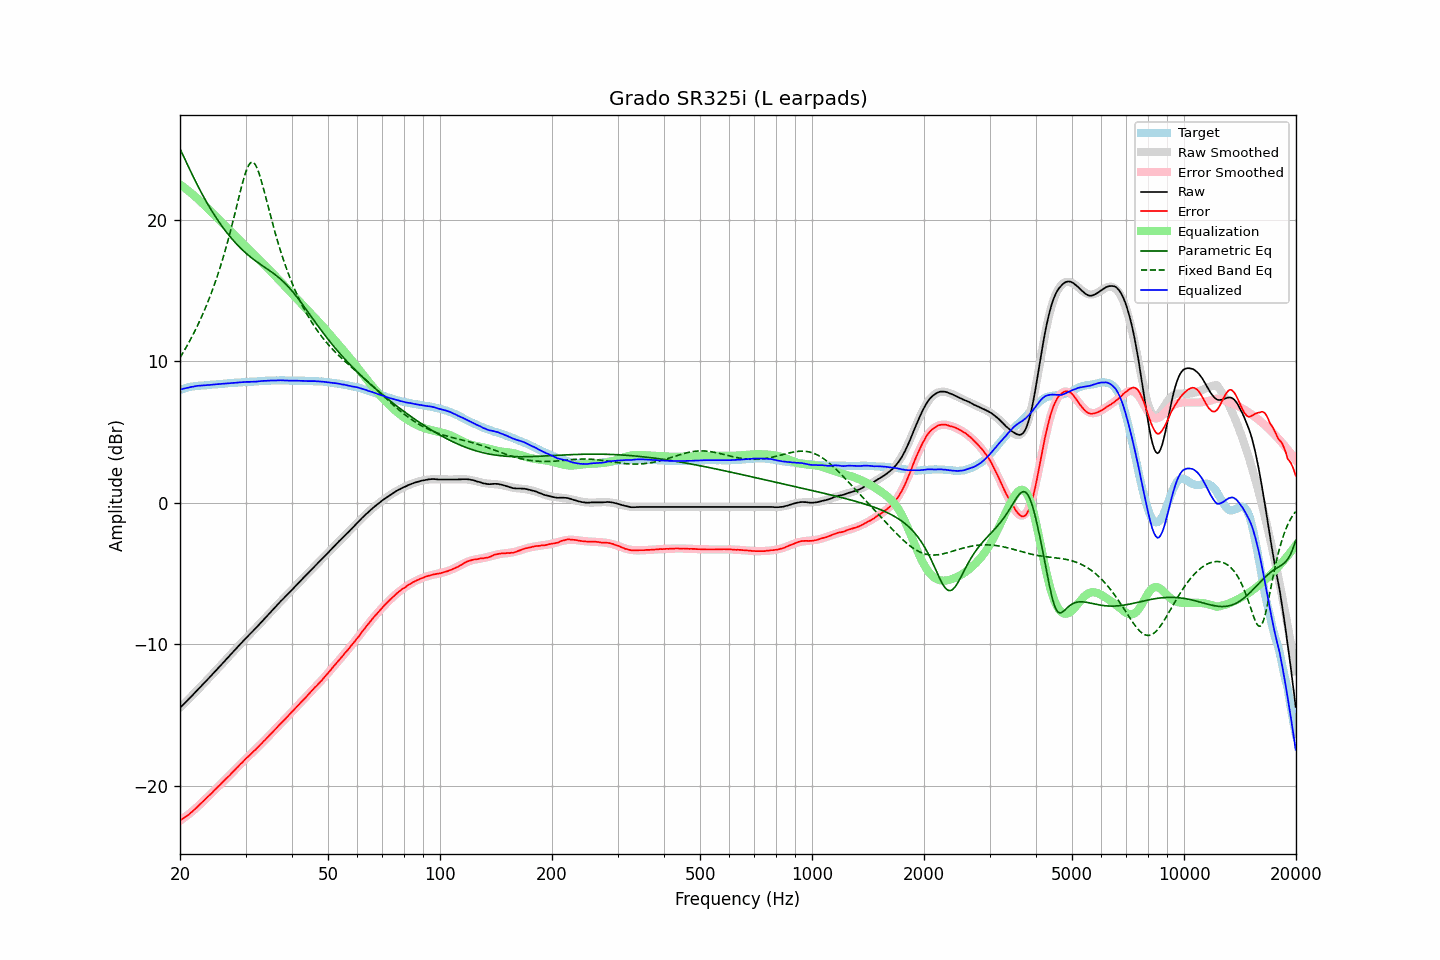 Grado SR325i (L earpads)
Target
Raw Smoothed
Error Smoothed
Raw
Error
Equalization
Parametric Eq
Fixed Band Eq
Equalized
20
10
0
−10
−20
Amplitude (dBr)
20
50
100
200
500
1000
2000
5000
10000
20000
Frequency (Hz)